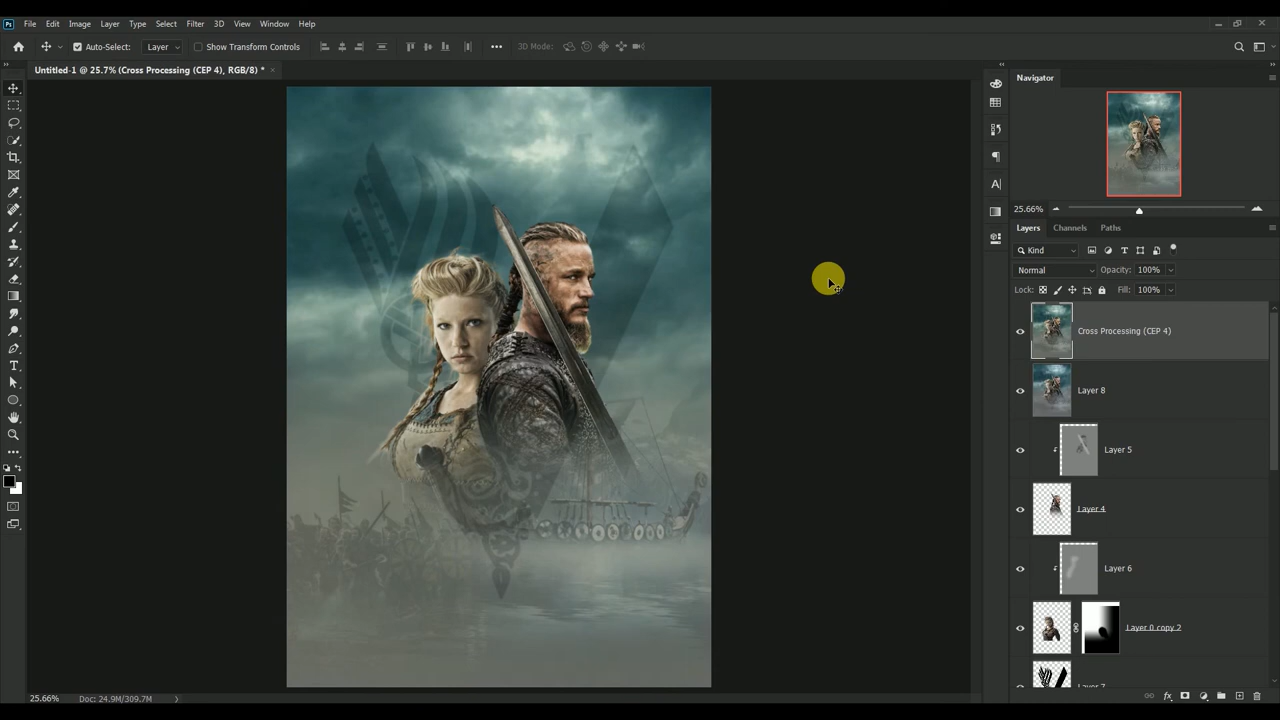 Ps File Edit Image Layer Type Select Filter 3D View Window Help
Auto-Select: Layer Show Transform Controls 3D Mode:
Untitled-1 @ 25.7% (Cross Processing (CEP 4), RGB/8) *
Navigator
25.66%
Layers Channels Paths
Kind
Normal Opacity: 100%
Lock: Fill: 100%
Cross Processing (CEP 4)
Layer 8
Layer 5
Layer 4
Layer 6
Layer 0 copy 2
Layer 7
25.66% Doc: 24.9M/309.7M